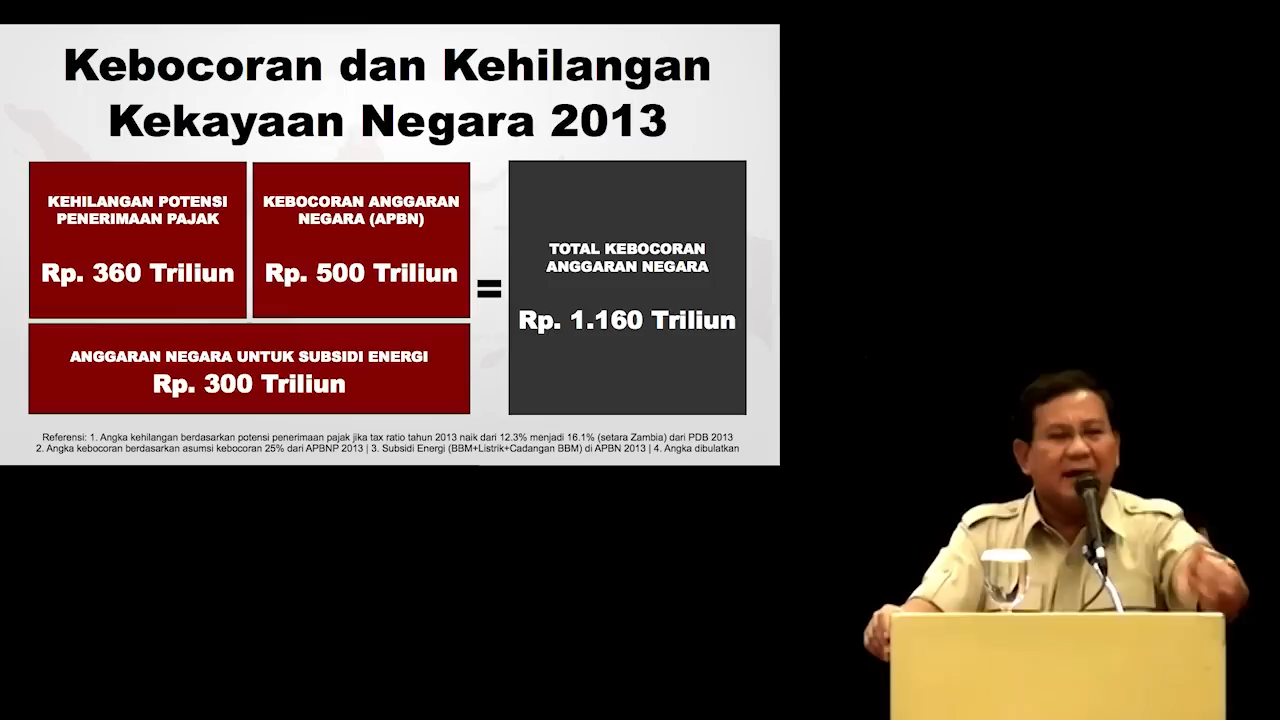 Kebocoran dan Kehilangan
Kekayaan Negara 2013
KEHILANGAN POTENSI
PENERIMAAN PAJAK
Rp. 360 Triliun
KEBOCORAN ANGGARAN
NEGARA (APBN)
Rp. 500 Triliun
ANGGARAN NEGARA UNTUK SUBSIDI ENERGI
Rp. 300 Triliun
=
TOTAL KEBOCORAN
ANGGARAN NEGARA
Rp. 1.160 Triliun
Referensi: 1. Angka kehilangan berdasarkan potensi penerimaan pajak jika tax ratio tahun 2013 naik dari 12.3% menjadi 16.1% (setara Zambia) dari PDB 2013
2. Angka kebocoran berdasarkan asumsi kebocoran 25% dari APBNP 2013 | 3. Subsidi Energi (BBM+Listrik+Cadangan BBM) di APBN 2013 | 4. Angka dibulatkan